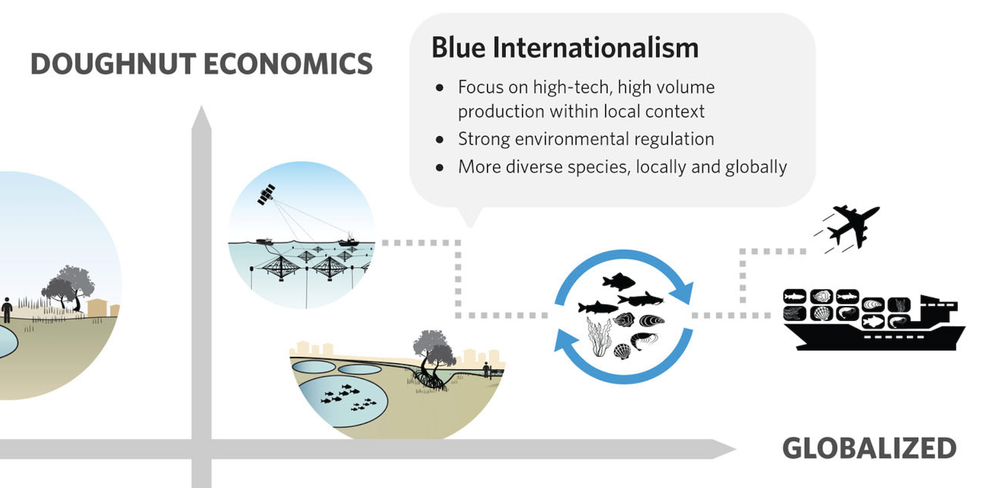 DOUGHNUT ECONOMICS
Blue Internationalism
● Focus on high-tech, high volume
production within local context
● Strong environmental regulation
● More diverse species, locally and globally
GLOBALIZED